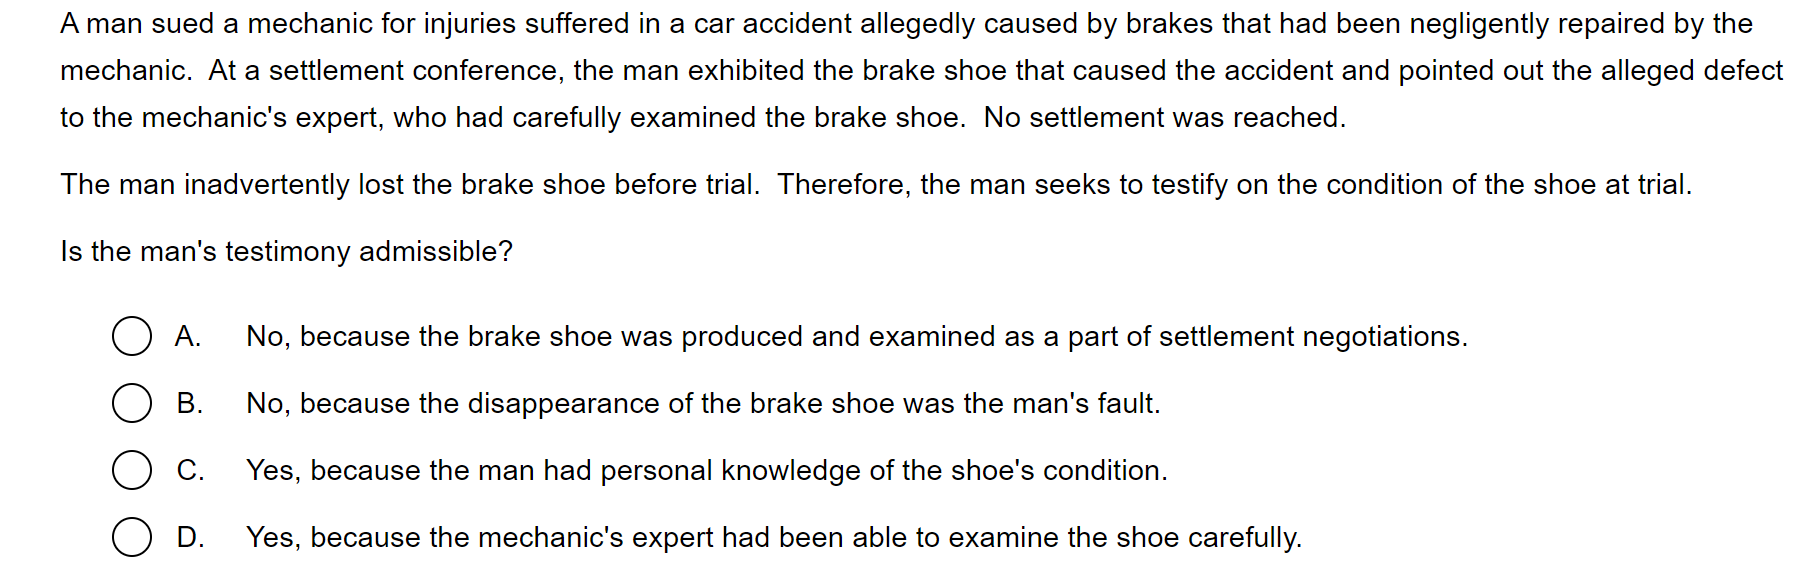 A man sued a mechanic for injuries suffered in a car accident allegedly caused by brakes that had been negligently repaired by the
mechanic.  At a settlement conference, the man exhibited the brake shoe that caused the accident and pointed out the alleged defect
to the mechanic's expert, who had carefully examined the brake shoe.  No settlement was reached.
The man inadvertently lost the brake shoe before trial.  Therefore, the man seeks to testify on the condition of the shoe at trial.
Is the man's testimony admissible?
A. No, because the brake shoe was produced and examined as a part of settlement negotiations.
B. No, because the disappearance of the brake shoe was the man's fault.
C. Yes, because the man had personal knowledge of the shoe's condition.
D. Yes, because the mechanic's expert had been able to examine the shoe carefully.